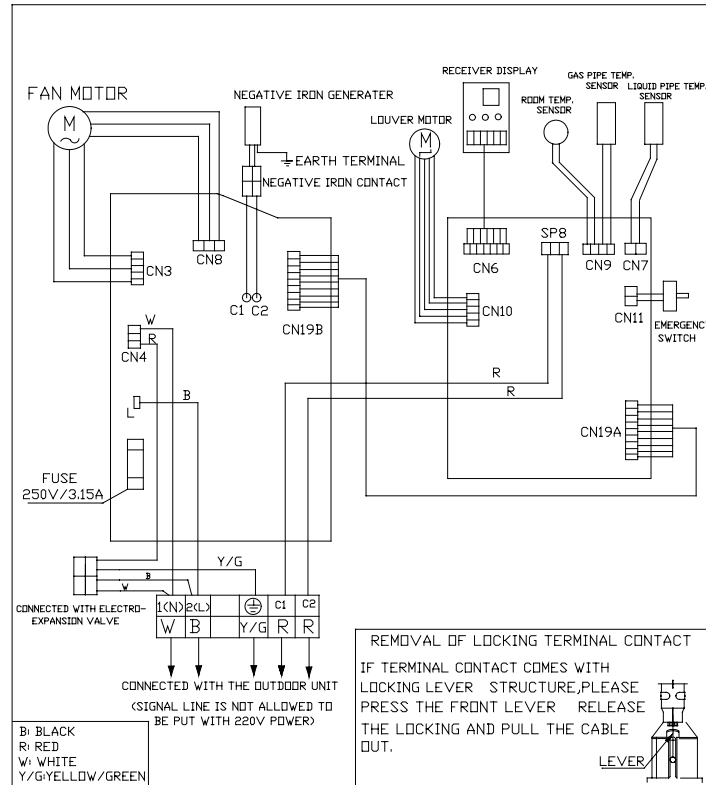 FAN MOTOR
M
NEGATIVE IRON GENERATER
EARTH TERMINAL
NEGATIVE IRON CONTACT
LOUVER MOTOR
M
RECEIVER DISPLAY
ROOM TEMP.
SENSOR
GAS PIPE TEMP.
SENSOR
LIQUID PIPE TEMP.
SENSOR
CN3
CN8
C1 C2
CN19B
CN6
SP8
CN9
CN7
CN10
CN11
EMERGENCY
SWITCH
W
R
CN4
B
L
R
R
CN19A
FUSE
250V/3.15A
Y/G
B
W
CONNECTED WITH ELECTRO-
EXPANSION VALVE
1(N) 2(L) C1 C2
W B Y/G R R
CONNECTED WITH THE OUTDOOR UNIT
(SIGNAL LINE IS NOT ALLOWED TO
BE PUT WITH 220V POWER)
B: BLACK
R: RED
W: WHITE
Y/G:YELLOW/GREEN
REMOVAL OF LOCKING TERMINAL CONTACT
IF TERMINAL CONTACT COMES WITH
LOCKING LEVER STRUCTURE,PLEASE
PRESS THE FRONT LEVER RELEASE
THE LOCKING AND PULL THE CABLE
OUT.
LEVER